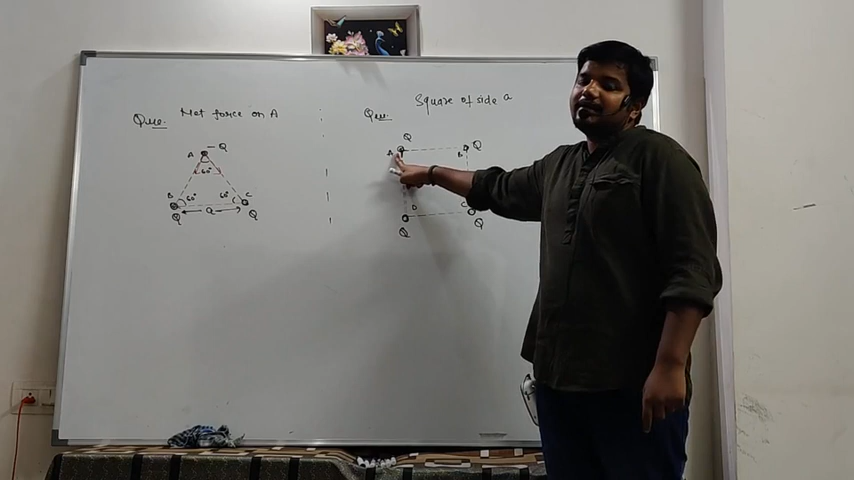 Que. Net force on A
A - Q
60°
B 60° 60° C
Q a Q
Que. Square of side a
Q
A B Q
D C
Q Q